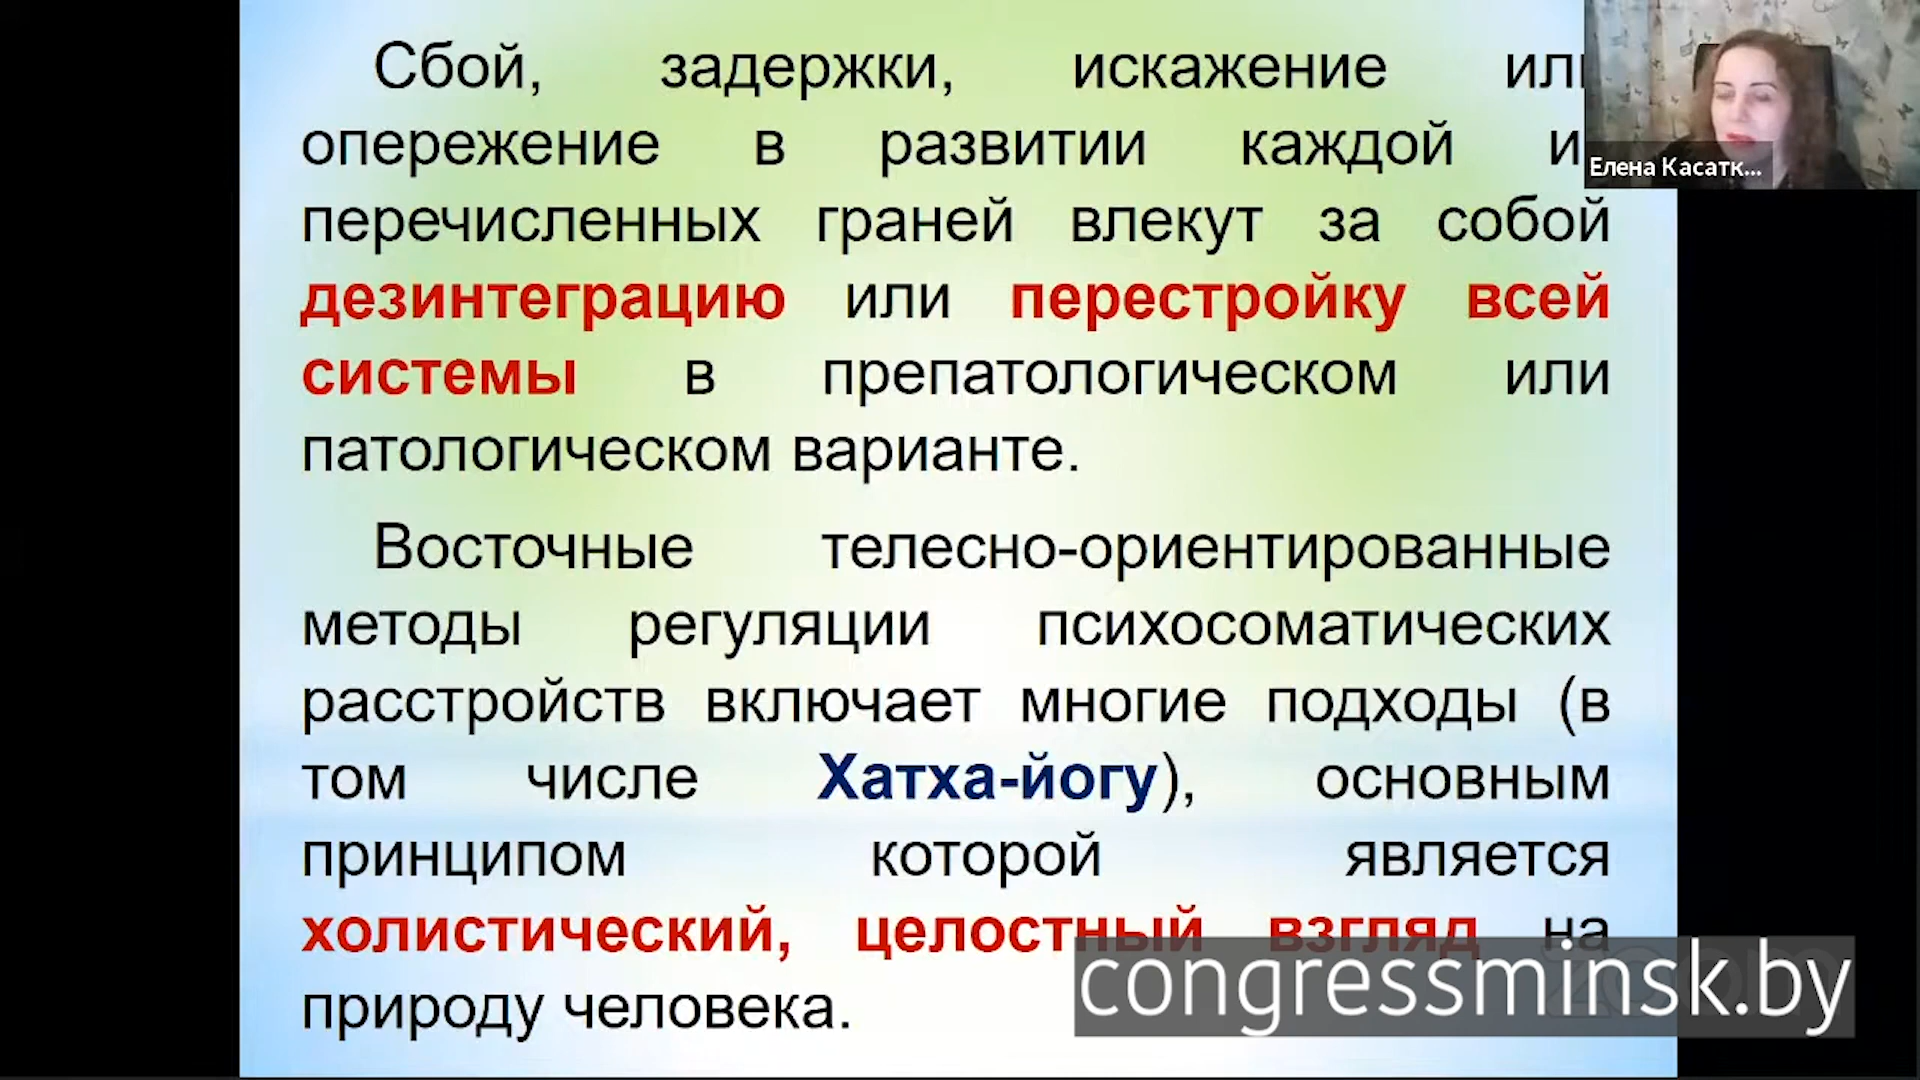 Сбой, задержки, искажение или
опережение в развитии каждой
перечисленных граней влекут за собой
дезинтеграцию или перестройку всей
системы в препатологическом или
патологическом варианте.
Восточные телесно-ориентированные
методы регуляции психосоматических
расстройств включает многие подходы (в
том числе Хатха-йогу), основным
принципом которой является
холистический, целостный взгляд на
природу человека.
Елена Касатк...
congressminsk.by